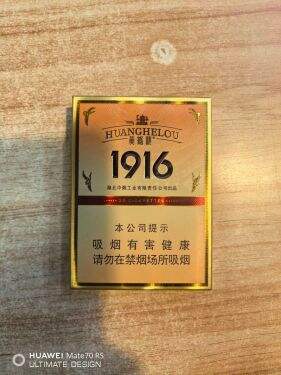 HUANGHELOU
黄鹤楼
1916
湖北中烟工业有限责任公司出品
20 CIGARETTES
本公司提示
吸烟有害健康
请勿在禁烟场所吸烟
HUAWEI Mate70 RS
ULTIMATE DESIGN